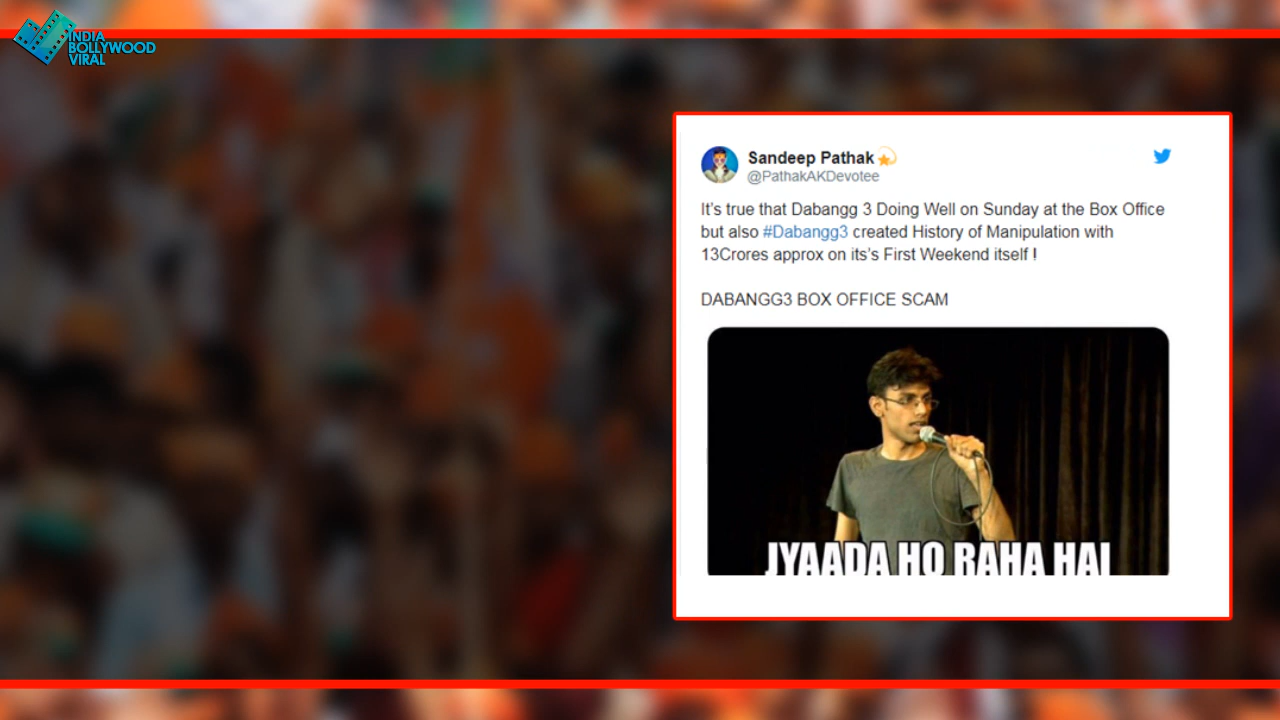 INDIA
BOLLYWOOD
VIRAL
Sandeep Pathak
@PathakAKDevotee
It's true that Dabangg 3 Doing Well on Sunday at the Box Office
but also #Dabangg3 created History of Manipulation with
13Crores approx on its's First Weekend itself !
DABANGG3 BOX OFFICE SCAM
JYAADA HO RAHA HAI